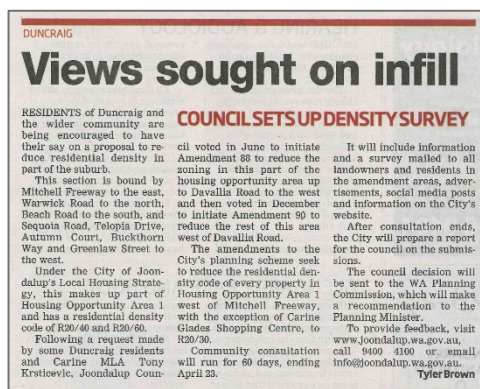 DUNCRAIG
Views sought on infill
COUNCIL SETS UP DENSITY SURVEY
RESIDENTS of Duncraig and
the wider community are
being encouraged to have
their say on a proposal to re-
duce residential density in
part of the suburb.
This section is bound by
Mitchell Freeway to the east,
Warwick Road to the north,
Beach Road to the south, and
Sequoia Road, Telopia Drive,
Autumn Court, Buckthorn
Way and Greenlaw Street to
the west.
Under the City of Joon-
dalup's Local Housing Strate-
gy, this makes up part of
Housing Opportunity Area 1
and has a residential density
code of R20/40 and R20/60.
Following a request made
by some Duncraig residents
and Carine MLA Tony
Krsticevic, Joondalup Coun-
cil voted in June to initiate
Amendment 88 to reduce the
zoning in this part of the
housing opportunity area up
to Davallia Road to the west
and then voted in December
to initiate Amendment 90 to
reduce the rest of this area
west of Davallia Road.
The amendments to the
City's planning scheme seek
to reduce the residential den-
sity code of every property in
Housing Opportunity Area 1
west of Mitchell Freeway,
with the exception of Carine
Glades Shopping Centre, to
R20/30.
Community consultation
will run for 60 days, ending
April 23.
It will include information
and a survey mailed to all
landowners and residents in
the amendment areas, adver-
tisments, social media posts
and information on the City's
website.
After consultation ends,
the City will prepare a report
for the council on the submis-
sions.
The council decision will
be sent to the WA Planning
Commission, which will make
a recommendation to the
Planning Minister.
To provide feedback, visit
www.joondalup.wa.gov.au,
call 9400 4100 or email
info@joondalup.wa.gov.au.
Tyler Brown